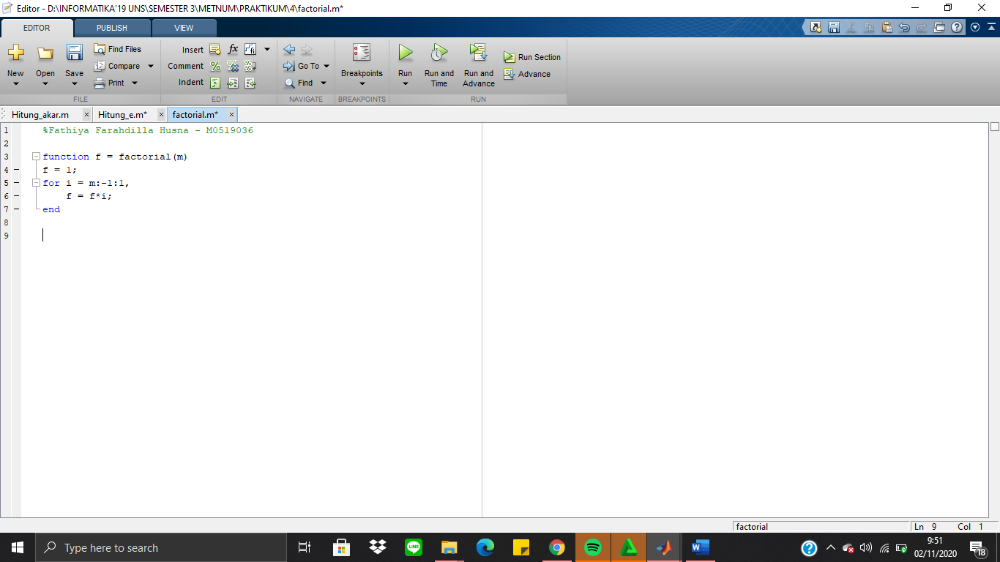 Editor - D:\INFORMATIKA'19 UNS\SEMESTER 3\METNUM\PRAKTIKUM\4\factorial.m*
EDITOR PUBLISH VIEW
New Open Save Find Files Compare Print
FILE
Insert fx
Comment
Indent
EDIT
Go To
Find
NAVIGATE
Breakpoints
BREAKPOINTS
Run Run and Time Run and Advance Run Section Advance
RUN
Hitung_akar.m × Hitung_e.m* × factorial.m* ×
1 %Fathiya Farahdilla Husna - M0519036
2
3 function f = factorial(m)
4 - f = 1;
5 - for i = m:-1:1,
6 - f = f*i;
7 - end
8
9
factorial Ln 9 Col 1
Type here to search
LINE
9:51
02/11/2020
18